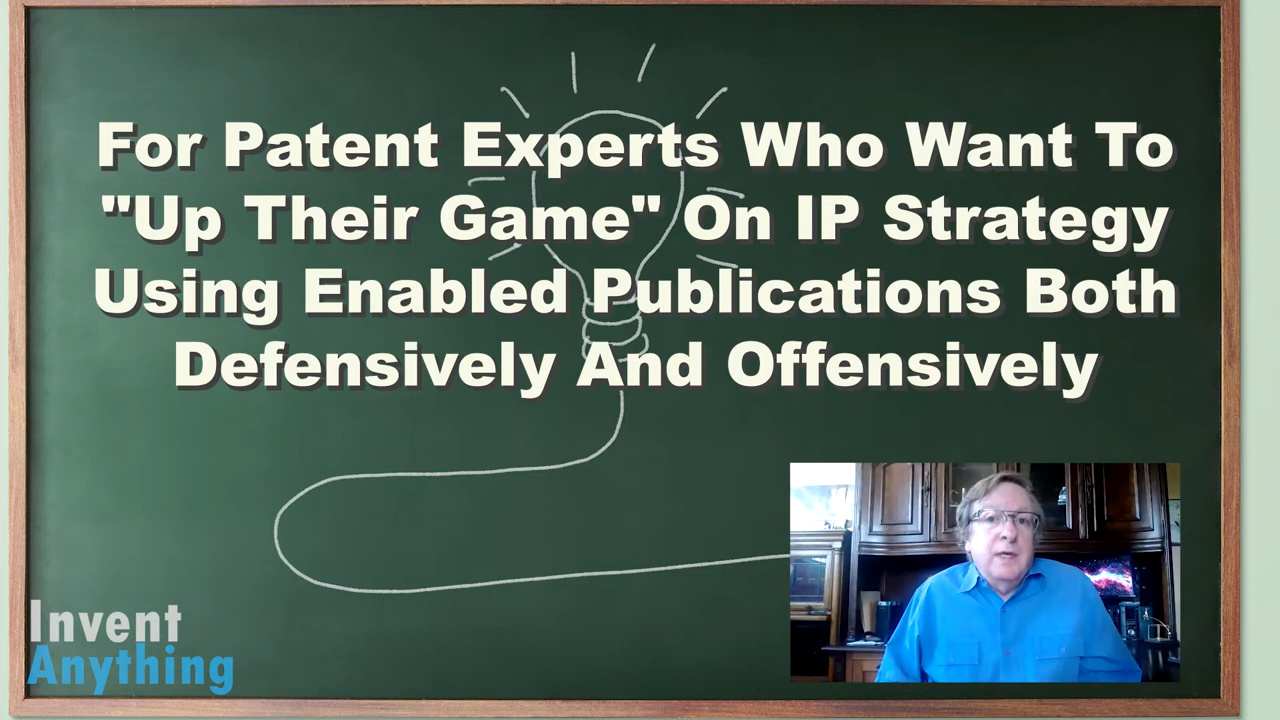 For Patent Experts Who Want To
"Up Their Game" On IP Strategy
Using Enabled Publications Both
Defensively And Offensively
Invent
Anything